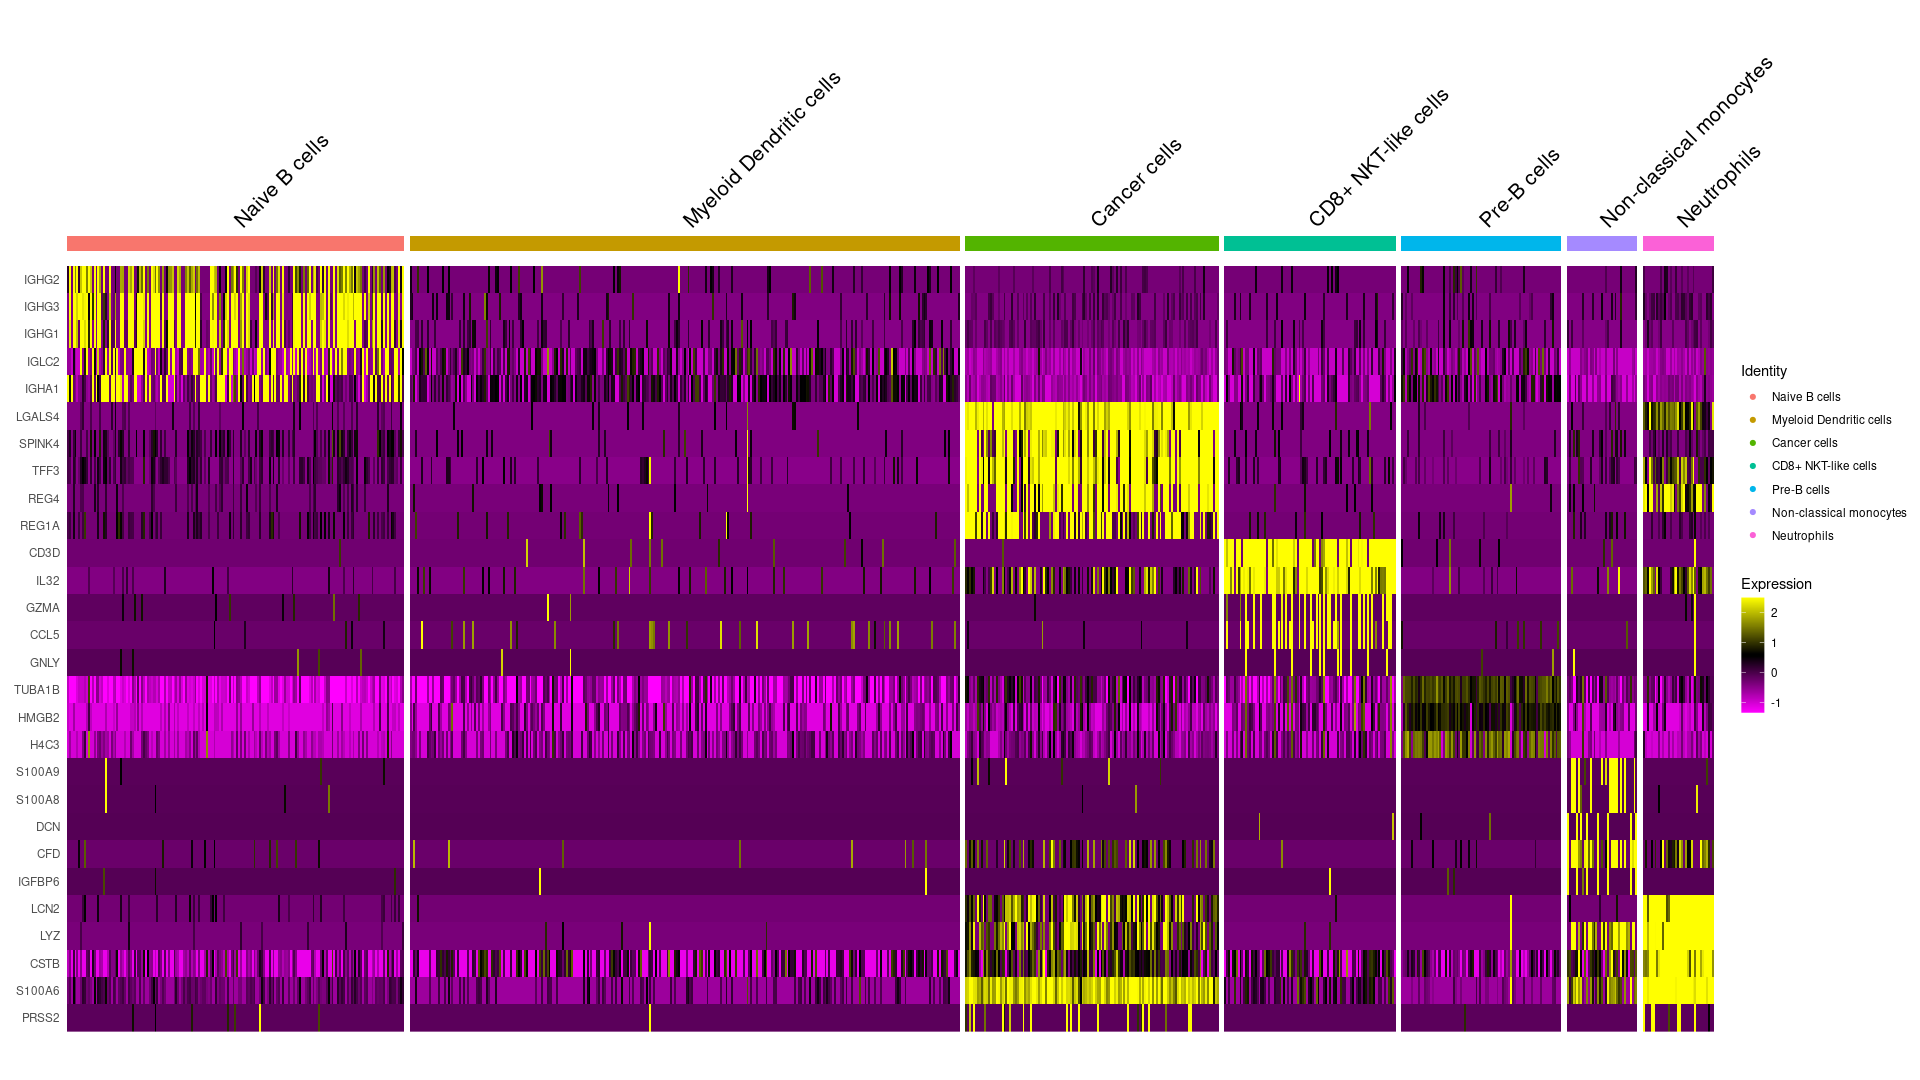 Naive B cells
Myeloid Dendritic cells
Cancer cells
CD8+ NKT-like cells
Pre-B cells
Non-classical monocytes
Neutrophils
IGHG2
IGHG3
IGHG1
IGLC2
IGHA1
LGALS4
SPINK4
TFF3
REG4
REG1A
CD3D
IL32
GZMA
CCL5
GNLY
TUBA1B
HMGB2
H4C3
S100A9
S100A8
DCN
CFD
IGFBP6
LCN2
LYZ
CSTB
S100A6
PRSS2
Identity
Naive B cells
Myeloid Dendritic cells
Cancer cells
CD8+ NKT-like cells
Pre-B cells
Non-classical monocytes
Neutrophils
Expression
2
1
0
-1